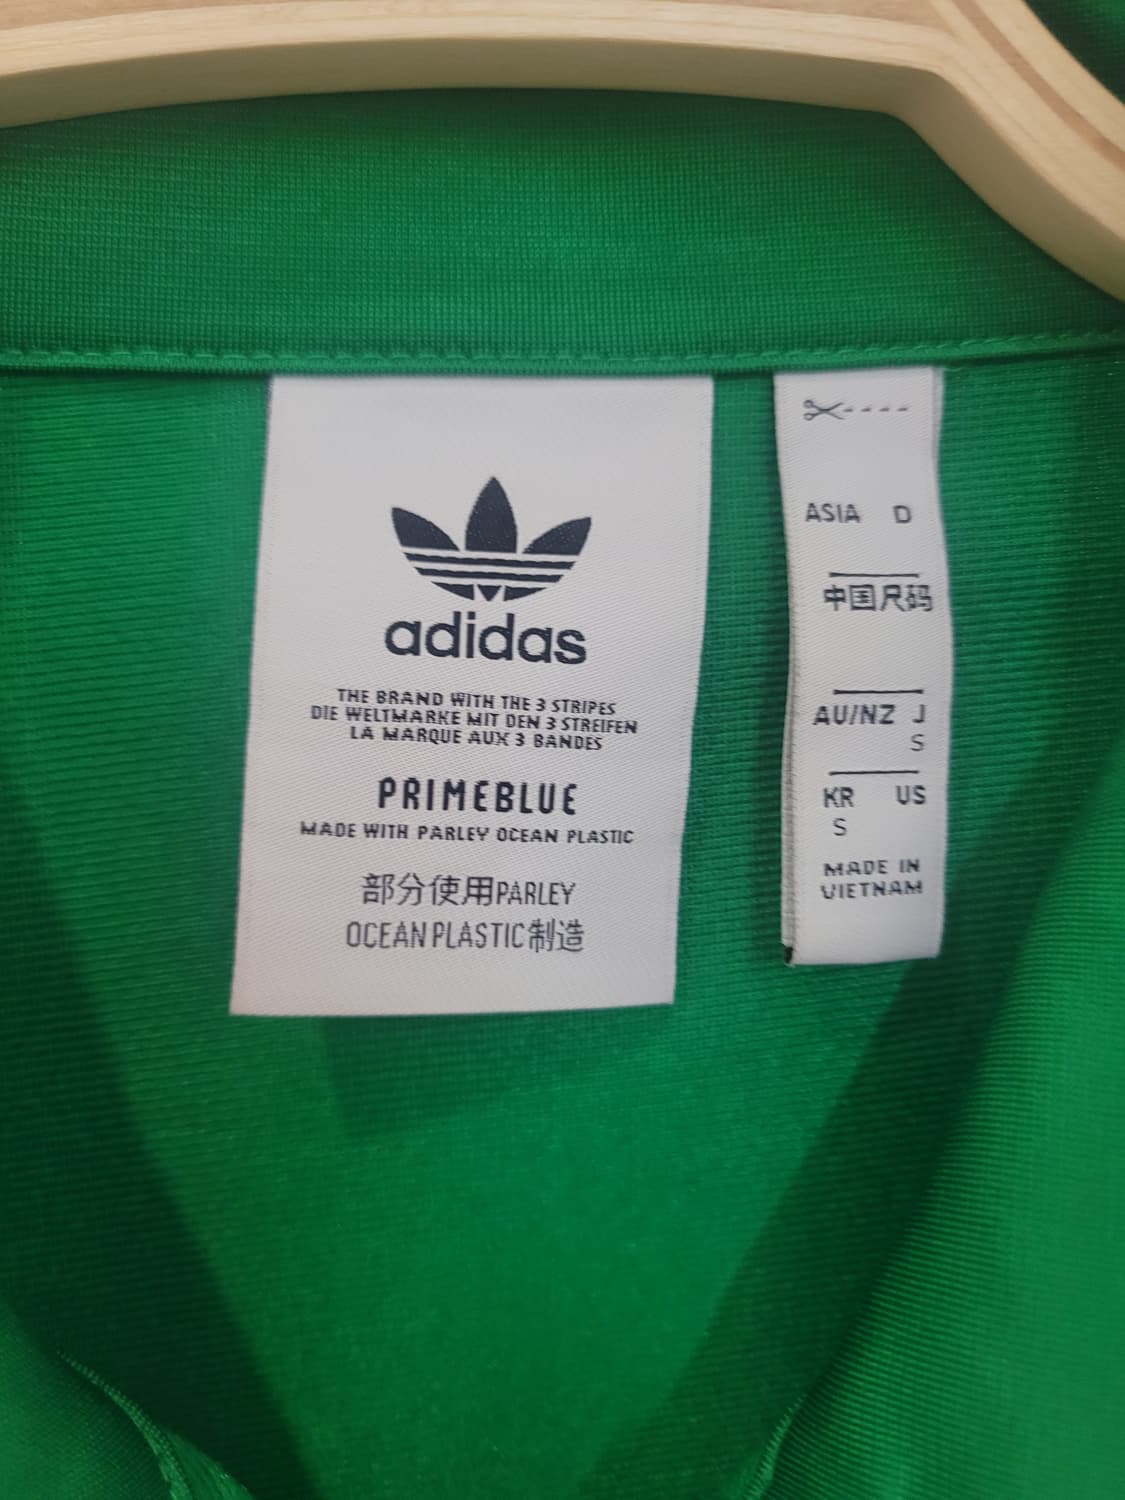 adidas
THE BRAND WITH THE 3 STRIPES
DIE WELTMARKE MIT DEN 3 STREIFEN
LA MARQUE AUX 3 BANDES
PRIMEBLUE
MADE WITH PARLEY OCEAN PLASTIC
部分使用PARLEY
OCEAN PLASTIC制造
ASIA D
中国尺码
AU/NZ J
S
KR US
S
MADE IN
VIETNAM